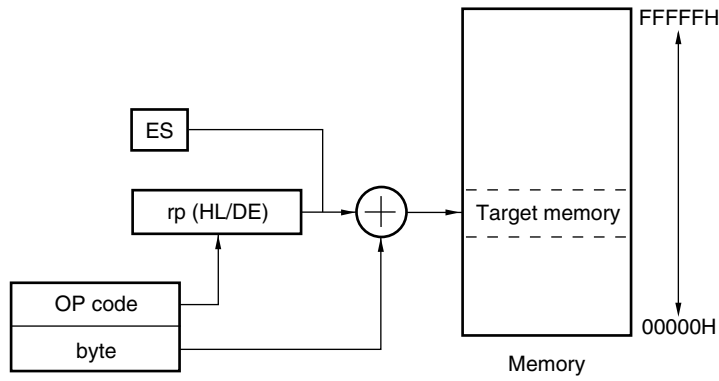 FFFFFH
ES
rp (HL/DE)
Target memory
OP code
byte
00000H
Memory